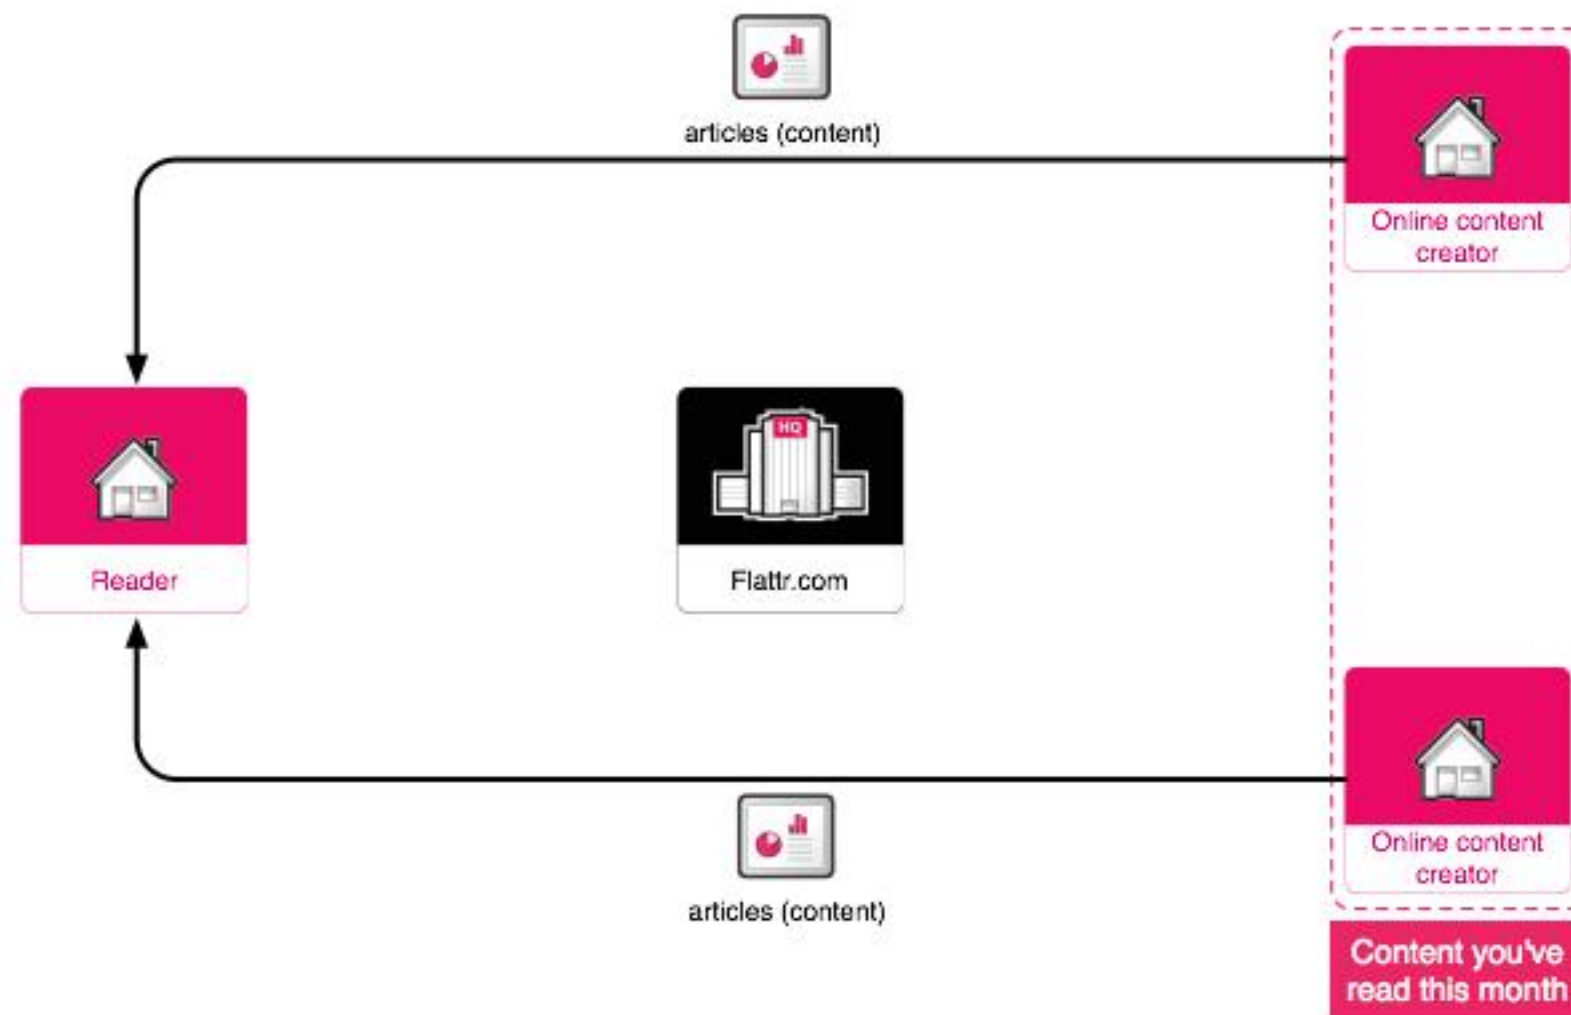 articles (content)
Online content
creator
HQ
Reader
Flattr.com
Online content
creator
articles (content)
Content you've
read this month